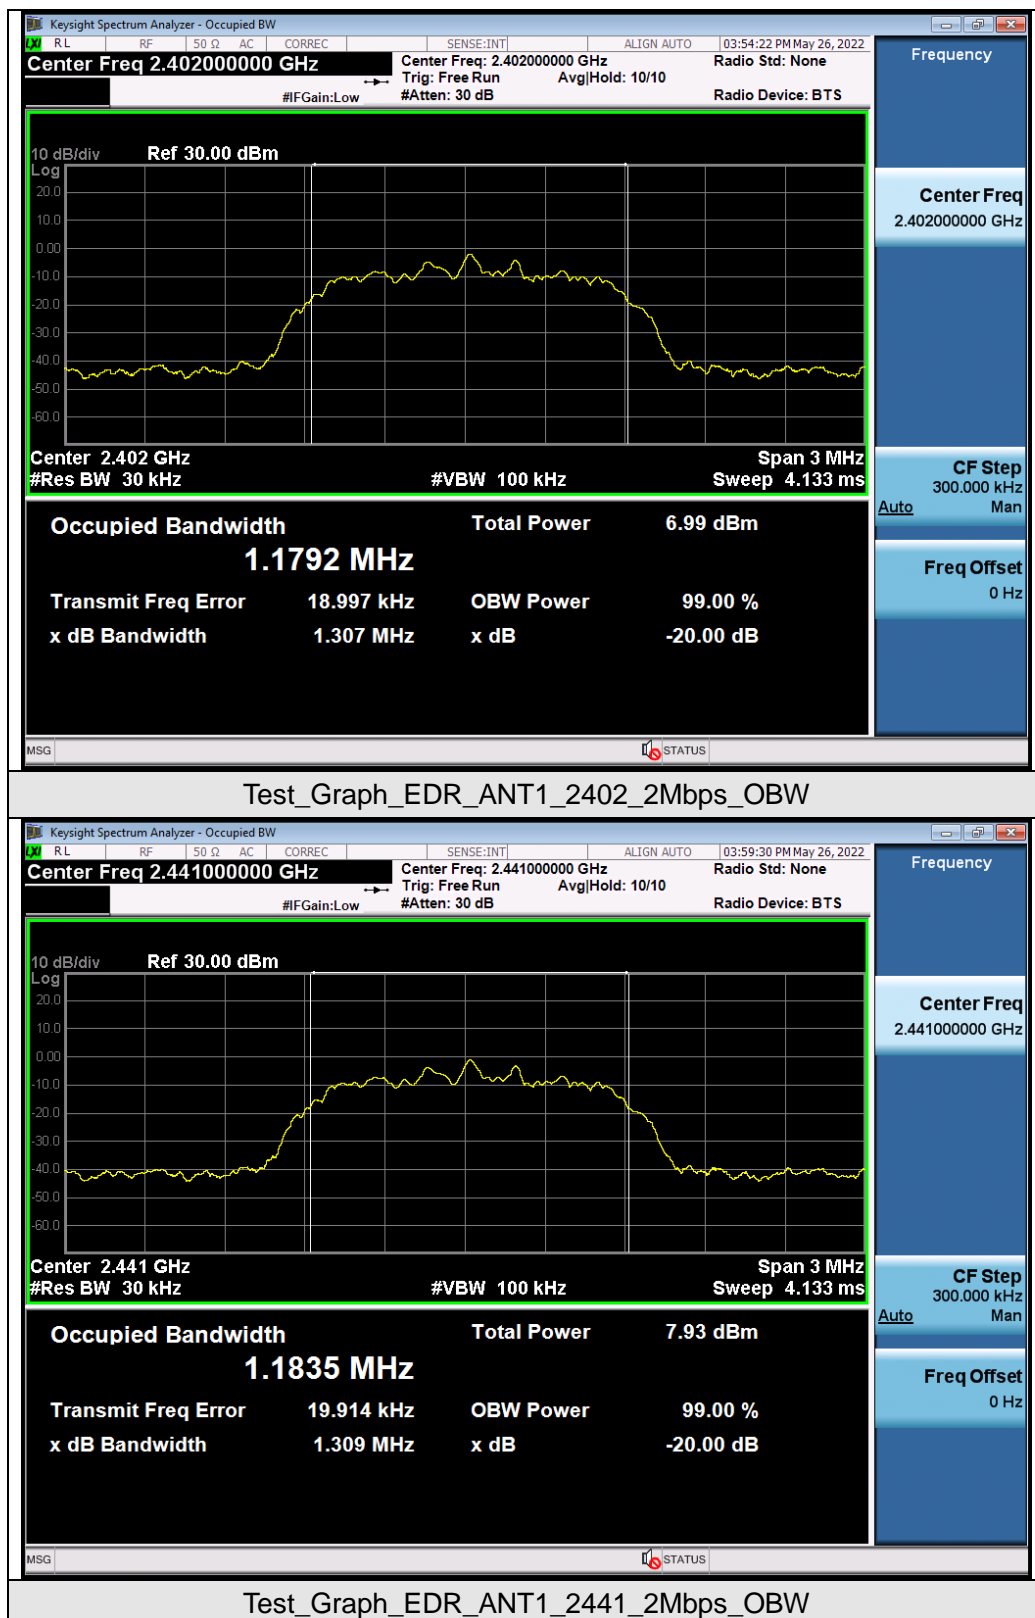 Keysight Spectrum Analyzer - Occupied BW
LXI RL RF 50 Ω AC CORREC SENSE:INT ALIGN AUTO 03:54:22 PM May 26, 2022
Center Freq 2.402000000 GHz
Center Freq: 2.402000000 GHz
Radio Std: None
Trig: Free Run Avg|Hold: 10/10
#IFGain:Low
#Atten: 30 dB
Radio Device: BTS
10 dB/div Ref 30.00 dBm
Log
20.0
10.0
0.00
-10.0
-20.0
-30.0
-40.0
-50.0
-60.0
Center 2.402 GHz Span 3 MHz
#Res BW 30 kHz #VBW 100 kHz Sweep 4.133 ms
Occupied Bandwidth Total Power 6.99 dBm
1.1792 MHz
Transmit Freq Error 18.997 kHz OBW Power 99.00 %
x dB Bandwidth 1.307 MHz x dB -20.00 dB
MSG STATUS
Frequency
Center Freq
2.402000000 GHz
CF Step
300.000 kHz
Auto Man
Freq Offset
0 Hz
Test_Graph_EDR_ANT1_2402_2Mbps_OBW
Keysight Spectrum Analyzer - Occupied BW
LXI RL RF 50 Ω AC CORREC SENSE:INT ALIGN AUTO 03:59:30 PM May 26, 2022
Center Freq 2.441000000 GHz
Center Freq: 2.441000000 GHz
Radio Std: None
Trig: Free Run Avg|Hold: 10/10
#IFGain:Low
#Atten: 30 dB
Radio Device: BTS
10 dB/div Ref 30.00 dBm
Log
20.0
10.0
0.00
-10.0
-20.0
-30.0
-40.0
-50.0
-60.0
Center 2.441 GHz Span 3 MHz
#Res BW 30 kHz #VBW 100 kHz Sweep 4.133 ms
Occupied Bandwidth Total Power 7.93 dBm
1.1835 MHz
Transmit Freq Error 19.914 kHz OBW Power 99.00 %
x dB Bandwidth 1.309 MHz x dB -20.00 dB
MSG STATUS
Frequency
Center Freq
2.441000000 GHz
CF Step
300.000 kHz
Auto Man
Freq Offset
0 Hz
Test_Graph_EDR_ANT1_2441_2Mbps_OBW